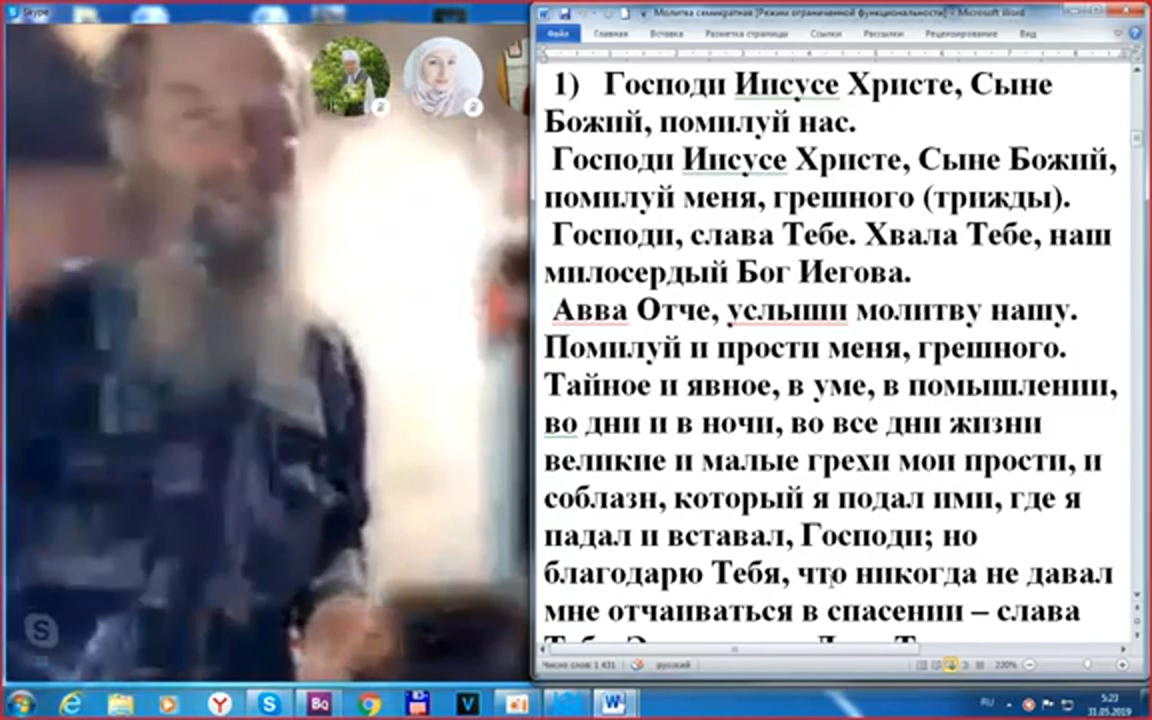 Skype
Молитва семикратная [Режим ограниченной функциональности] - Microsoft Word
Файл Главная Вставка Разметка страницы Ссылки Рассылки Рецензирование Вид
1) Господи Иисусе Христе, Сыне
Божий, помилуй нас.
Господи Иисусе Христе, Сыне Божий,
помилуй меня, грешного (трижды).
Господи, слава Тебе. Хвала Тебе, наш
милосердый Бог Иегова.
Авва Отче, услыши молитву нашу.
Помилуй и прости меня, грешного.
Тайное и явное, в уме, в помышлении,
во дни и в ночи, во все дни жизни
великие и малые грехи мои прости, и
соблазн, который я подал ими, где я
падал и вставал, Господи; но
благодарю Тебя, что никогда не давал
мне отчаиваться в спасении – слава
Число слов: 1 431 русский 220%
RU 5:23
31.05.2019